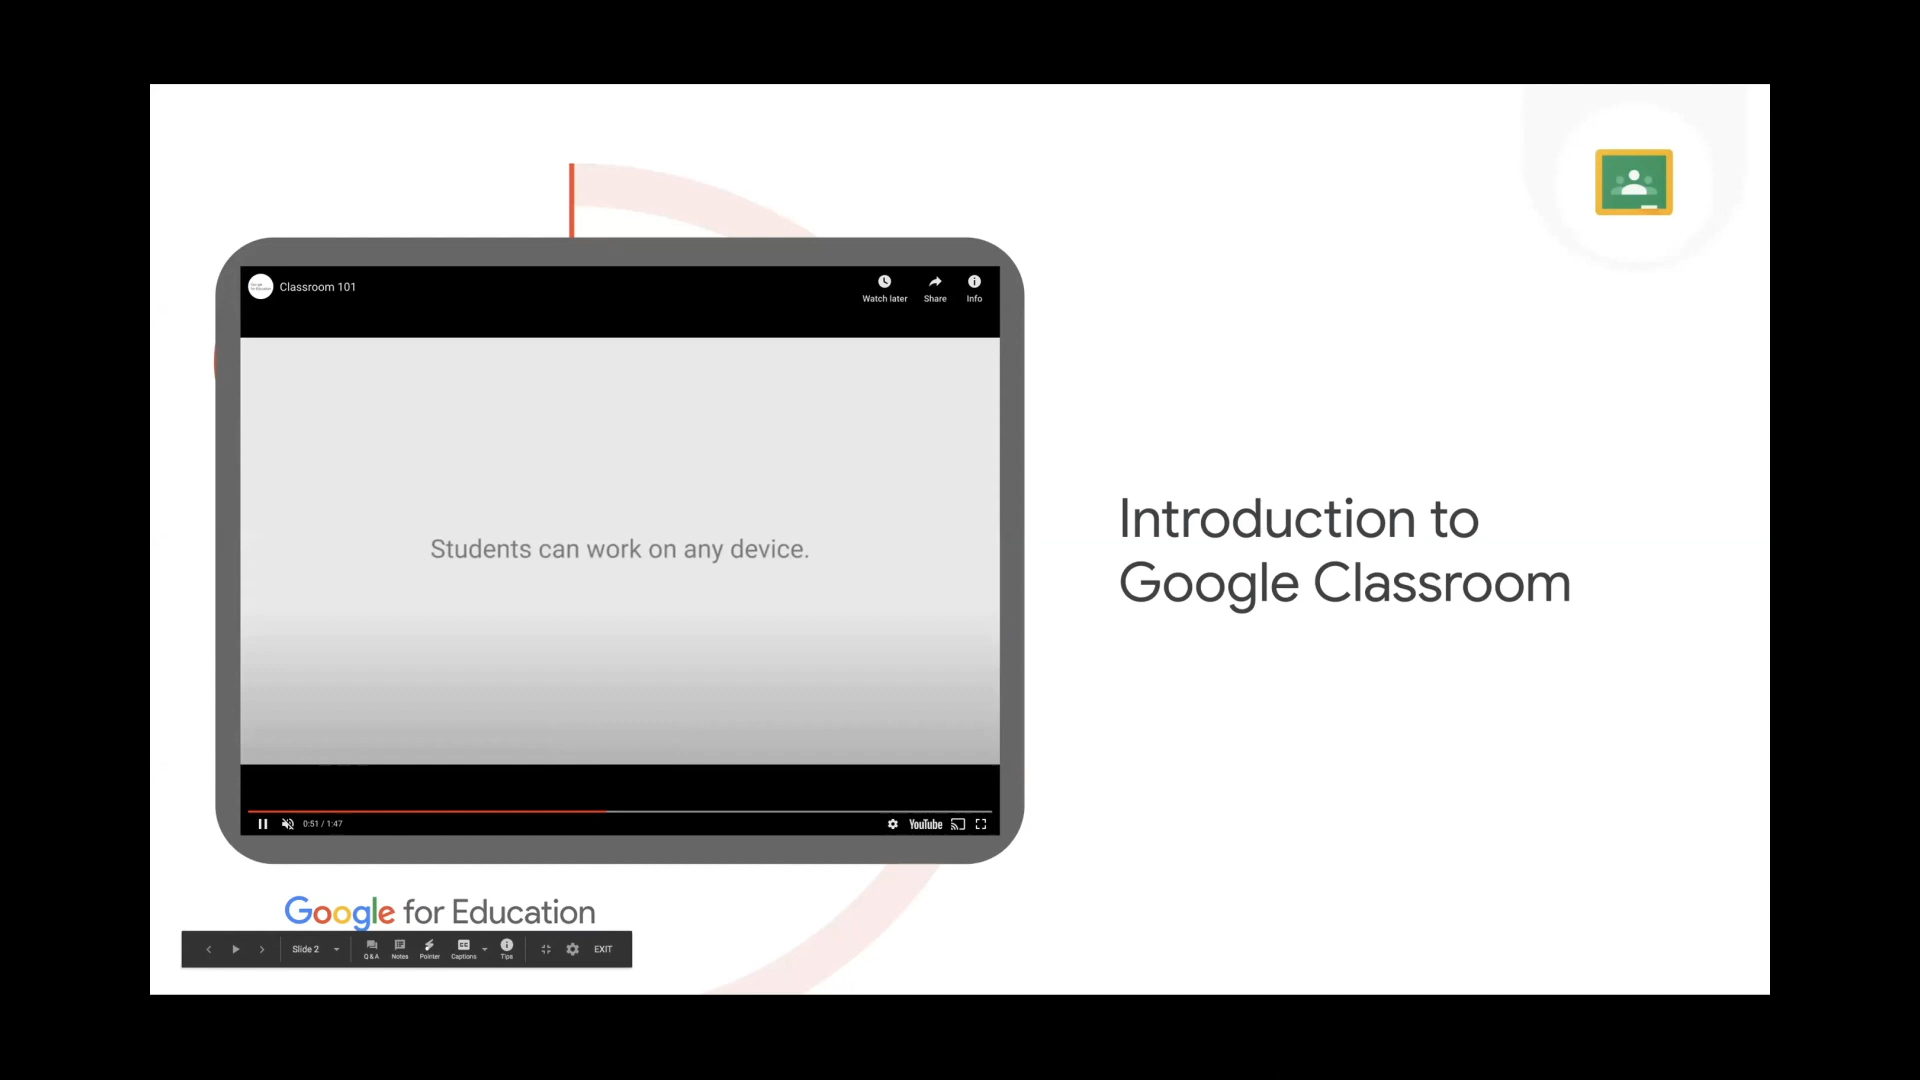 Classroom 101
Watch later Share Info
Students can work on any device.
0:51 / 1:47
YouTube
Introduction to
Google Classroom
Google for Education
Slide 2
Q&A Notes Pointer Captions Tips
EXIT